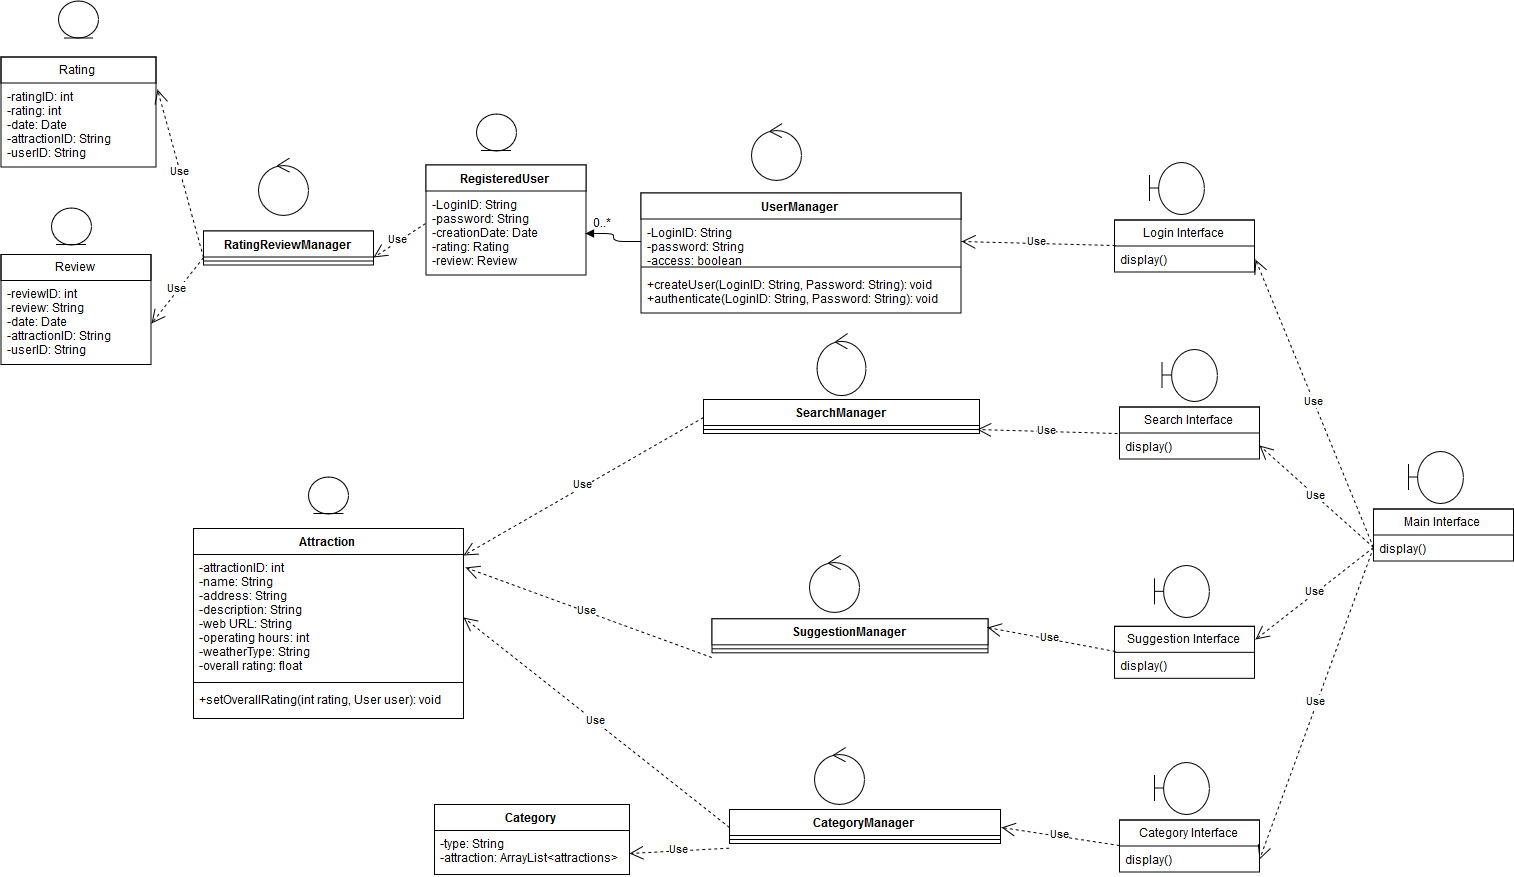 Rating
-ratingID: int
-rating: int
-date: Date
-attractionID: String
-userID: String
Use
Review
-reviewID: int
-review: String
-date: Date
-attractionID: String
-userID: String
Use
RatingReviewManager
Use
RegisteredUser
-LoginID: String
-password: String
-creationDate: Date
-rating: Rating
-review: Review
0..*
UserManager
-LoginID: String
-password: String
-access: boolean
+createUser(LoginID: String, Password: String): void
+authenticate(LoginID: String, Password: String): void
Use
Login Interface
display()
Use
SearchManager
Use
Search Interface
display()
Use
Use
Main Interface
display()
Attraction
-attractionID: int
-name: String
-address: String
-description: String
-web URL: String
-operating hours: int
-weatherType: String
-overall rating: float
+setOverallRating(int rating, User user): void
Use
SuggestionManager
Use
Suggestion Interface
display()
Use
Use
Use
Category
-type: String
-attraction: ArrayList<attractions>
Use
CategoryManager
Use
Category Interface
display()